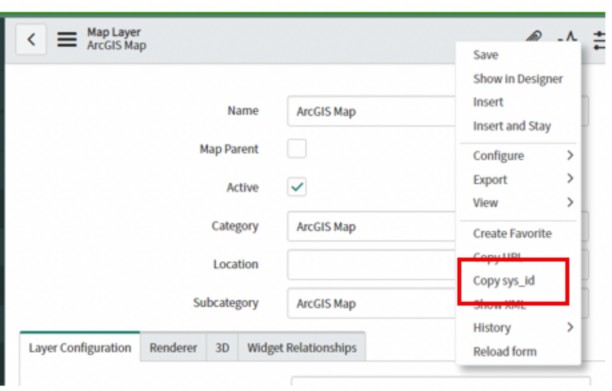 Map Layer
ArcGIS Map
Save
Show in Designer
Name
ArcGIS Map
Insert
Insert and Stay
Map Parent
Configure
Export
Active
View
Category
ArcGIS Map
Create Favorite
Copy URL
Location
Copy sys_id
Show XML
Subcategory
ArcGIS Map
History
Layer Configuration
Renderer
3D
Widget Relationships
Reload form